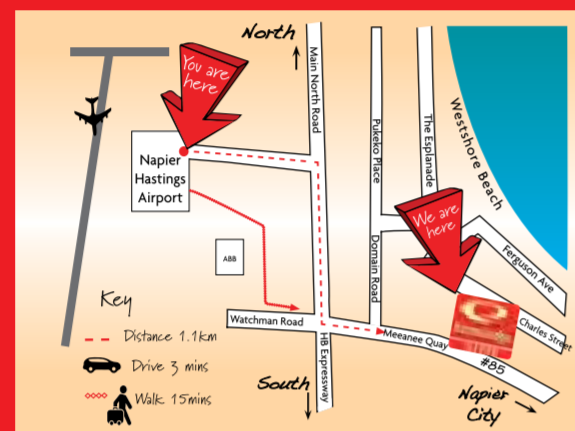 North
You are
here
Main North Road
Pukeko Place
The Esplanade
Westshore Beach
Napier
Hastings
Airport
We are
here
ABB
Domain Road
Ferguson Ave
Key
Distance 1.1km
Drive 3 mins
Walk 15mins
Watchman Road
HB Expressway
Meeanee Quay
Charles Street
#85
South
Napier
City